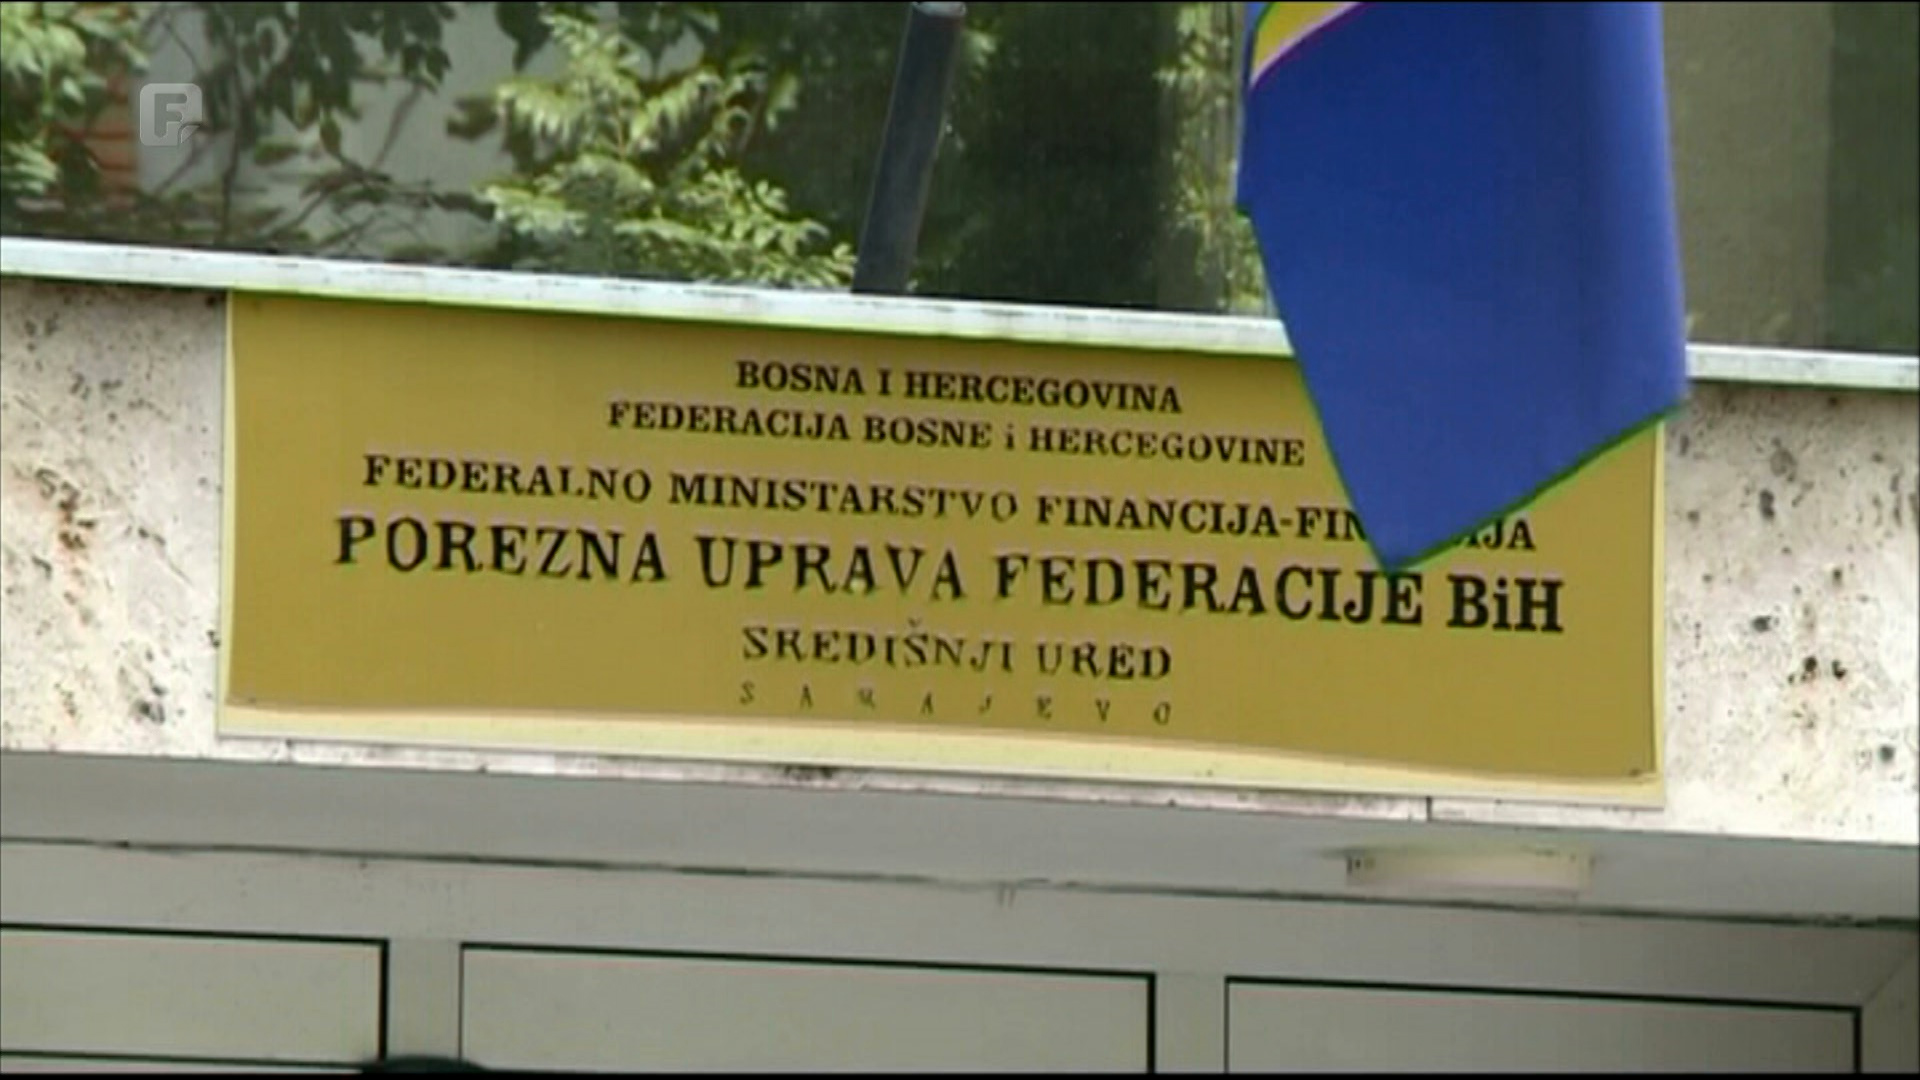 F
BOSNA I HERCEGOVINA
FEDERACIJA BOSNE i HERCEGOVINE
FEDERALNO MINISTARSTVO FINANCIJA-
POREZNA UPRAVA FEDERACIJE BiH
SREDIŠNJI URED
SARAJEVO